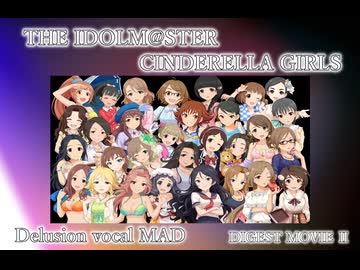 THE IDOLM@STER
CINDERELLA GIRLS
Delusion vocal MAD
DIGEST MOVIE II